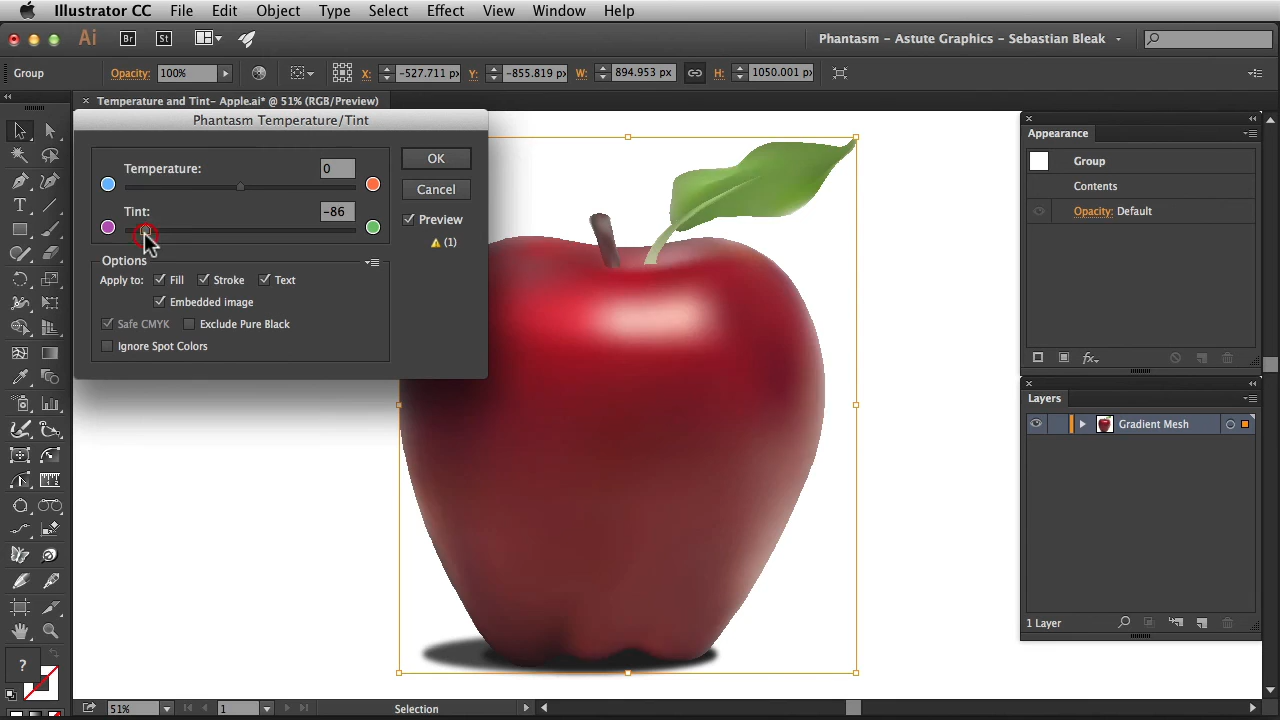 Illustrator CC File Edit Object Type Select Effect View Window Help
Ai Br St Phantasm – Astute Graphics – Sebastian Bleak
Group Opacity: 100% X: -527.711 px Y: -855.819 px W: 894.953 px H: 1050.001 px
Temperature and Tint- Apple.ai* @ 51% (RGB/Preview)
Phantasm Temperature/Tint
Temperature: 0
OK
Cancel
Tint: -86
Preview
(1)
Options
Apply to: Fill Stroke Text
Embedded image
Safe CMYK Exclude Pure Black
Ignore Spot Colors
Appearance
Group
Contents
Opacity: Default
fx
Layers
Gradient Mesh
1 Layer
T
?
51% 1 Selection